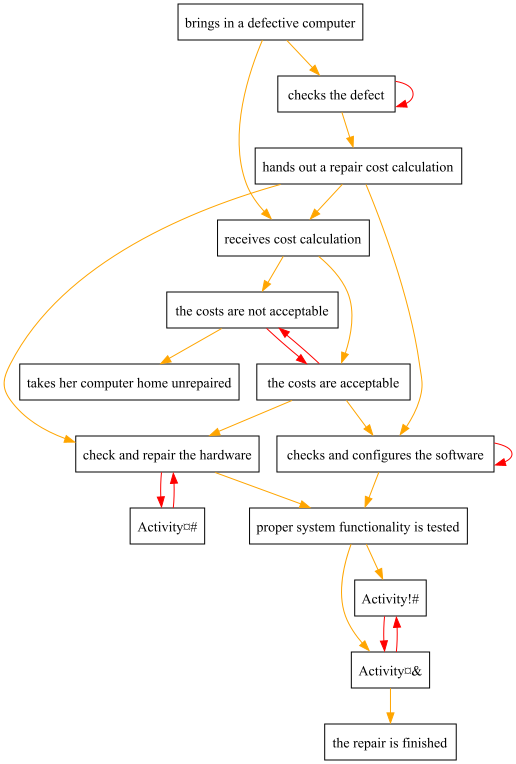 brings in a defective computer
checks the defect
hands out a repair cost calculation
receives cost calculation
the costs are not acceptable
takes her computer home unrepaired
the costs are acceptable
check and repair the hardware
checks and configures the software
Activity¤#
proper system functionality is tested
Activity!#
Activity¤&
the repair is finished